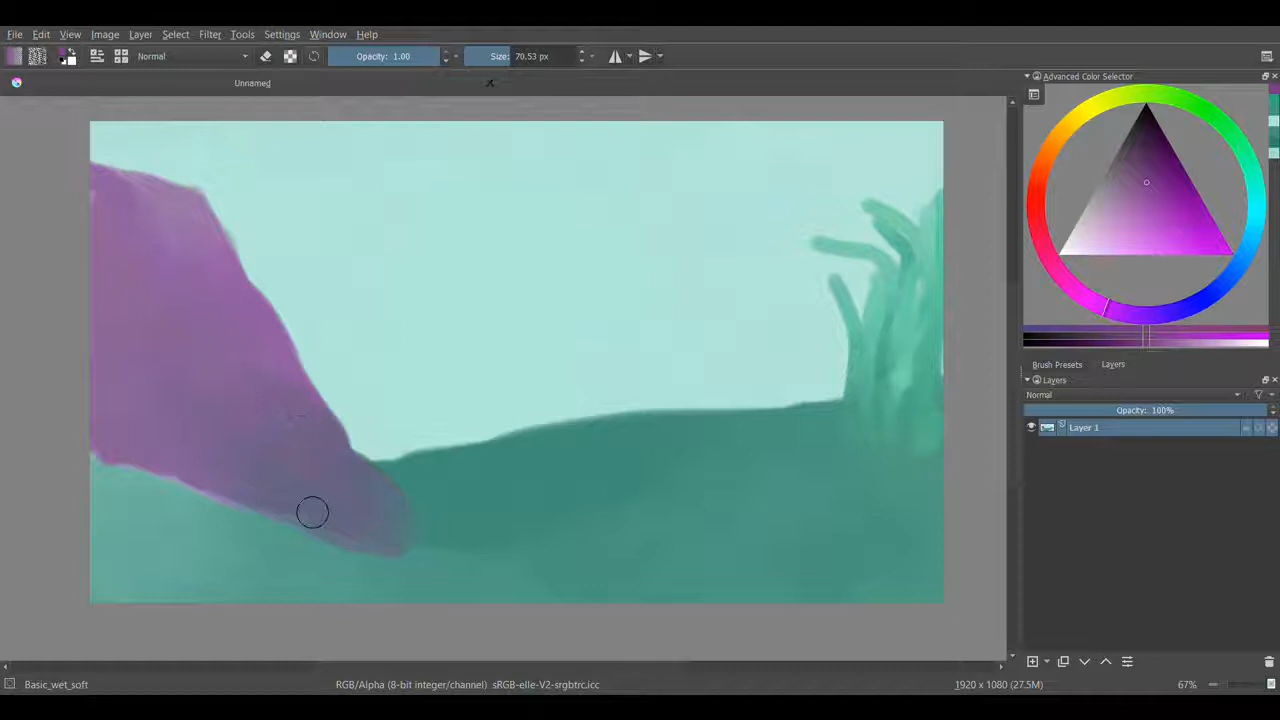 File Edit View Image Layer Select Filter Tools Settings Window Help
Normal Opacity: 1.00 Size: 70.53 px
Unnamed
Advanced Color Selector
Brush Presets Layers
Layers
Normal
Opacity: 100%
Layer 1
Basic_wet_soft RGB/Alpha (8-bit integer/channel) sRGB-elle-V2-srgbtrc.icc 1920 x 1080 (27.5M) 67%